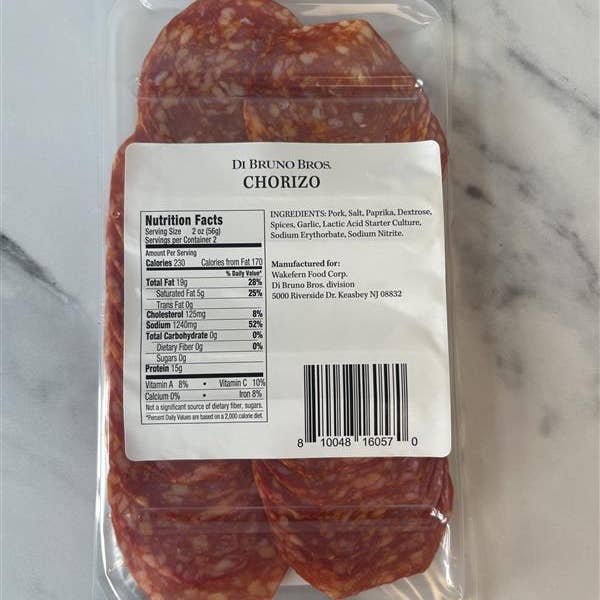 DI BRUNO BROS.
CHORIZO
Nutrition Facts
Serving Size 2 oz (56g)
Servings per Container 2
Amount Per Serving
Calories 230 Calories from Fat 170
% Daily Value*
Total Fat 19g 28%
Saturated Fat 5g 25%
Trans Fat 0g
Cholesterol 125mg 8%
Sodium 1240mg 52%
Total Carbohydrate 0g 0%
Dietary Fiber 0g 0%
Sugars 0g
Protein 15g
Vitamin A 8% • Vitamin C 10%
Calcium 0% • Iron 8%
Not a significant source of dietary fiber, sugars.
*Percent Daily Values are based on a 2,000 calorie diet.
INGREDIENTS: Pork, Salt, Paprika, Dextrose,
Spices, Garlic, Lactic Acid Starter Culture,
Sodium Erythorbate, Sodium Nitrite.
Manufactured for:
Wakefern Food Corp.
Di Bruno Bros. division
5000 Riverside Dr. Keasbey NJ 08832
8 10048 16057 0